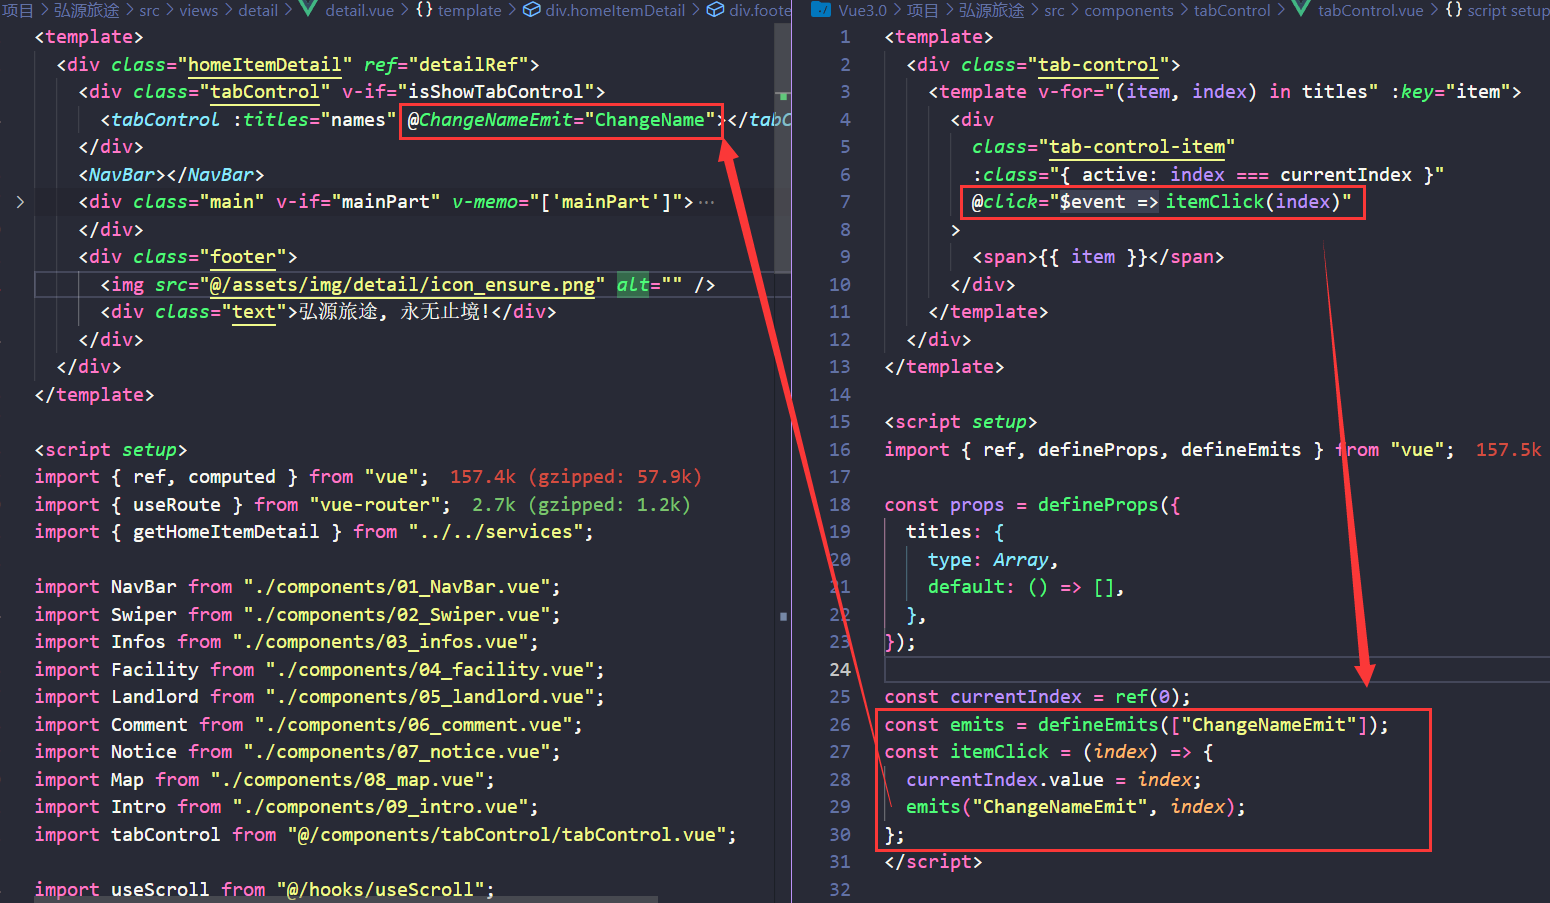 项目 > 弘源旅途 > src > views > detail > detail.vue > {} template > div.homeItemDetail > div.foote
<template>
<div class="homeItemDetail" ref="detailRef">
<div class="tabControl" v-if="isShowTabControl">
<tabControl :titles="names" @ChangeNameEmit="ChangeName"></tabC
</div>
<NavBar></NavBar>
<div class="main" v-if="mainPart" v-memo="['mainPart']">···
</div>
<div class="footer">
<img src="@/assets/img/detail/icon_ensure.png" alt="" />
<div class="text">弘源旅途, 永无止境!</div>
</div>
</div>
</template>
<script setup>
import { ref, computed } from "vue"; 157.4k (gzipped: 57.9k)
import { useRoute } from "vue-router"; 2.7k (gzipped: 1.2k)
import { getHomeItemDetail } from "../../services";
import NavBar from "./components/01_NavBar.vue";
import Swiper from "./components/02_Swiper.vue";
import Infos from "./components/03_infos.vue";
import Facility from "./components/04_facility.vue";
import Landlord from "./components/05_landlord.vue";
import Comment from "./components/06_comment.vue";
import Notice from "./components/07_notice.vue";
import Map from "./components/08_map.vue";
import Intro from "./components/09_intro.vue";
import tabControl from "@/components/tabControl/tabControl.vue";
import useScroll from "@/hooks/useScroll";
Vue3.0 > 项目 > 弘源旅途 > src > components > tabControl > tabControl.vue > {} script setup
1 <template>
2 <div class="tab-control">
3 <template v-for="(item, index) in titles" :key="item">
4 <div
5 class="tab-control-item"
6 :class="{ active: index === currentIndex }"
7 @click="$event => itemClick(index)"
8 >
9 <span>{{ item }}</span>
10 </div>
11 </template>
12 </div>
13 </template>
14
15 <script setup>
16 import { ref, defineProps, defineEmits } from "vue"; 157.5k
17
18 const props = defineProps({
19 titles: {
20 type: Array,
21 default: () => [],
22 },
23 });
24
25 const currentIndex = ref(0);
26 const emits = defineEmits(["ChangeNameEmit"]);
27 const itemClick = (index) => {
28 currentIndex.value = index;
29 emits("ChangeNameEmit", index);
30 };
31 </script>
32